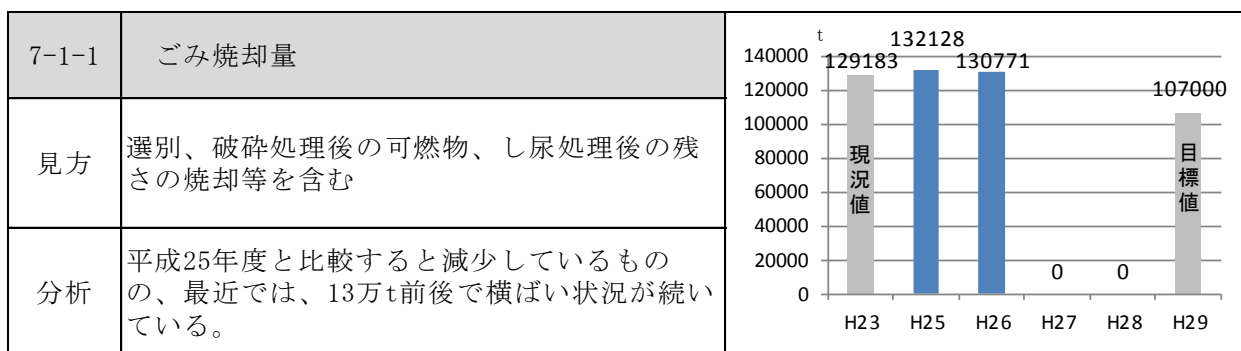 7-1-1 ごみ焼却量
見方 選別、破砕処理後の可燃物、し尿処理後の残
さの焼却等を含む
分析 平成25年度と比較すると減少しているもの
の、最近では、13万t前後で横ばい状況が続い
ている。
t
140000
120000
100000
80000
60000
40000
20000
0
129183
132128
130771
0
0
107000
現況値
目標値
H23 H25 H26 H27 H28 H29